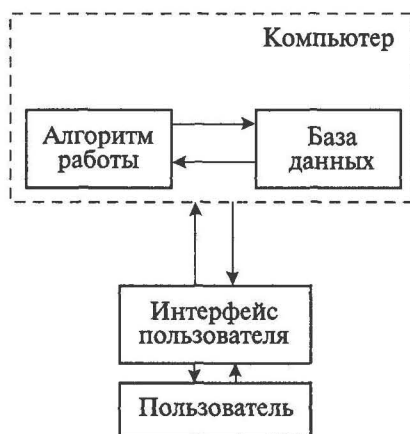 Компьютер
Алгоритм
работы
База
данных
Интерфейс
пользователя
Пользователь